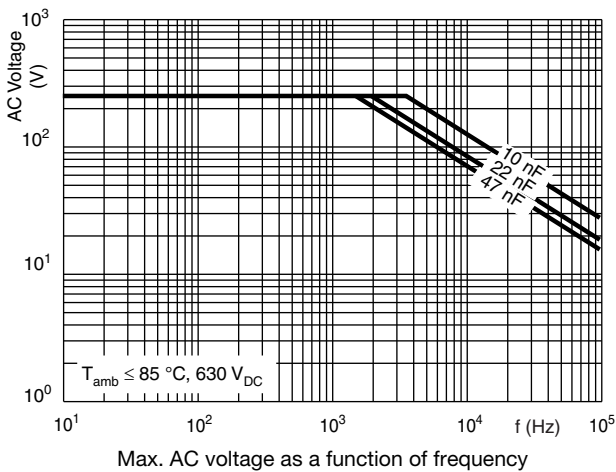 AC Voltage
(V)
10³
10²
10¹
10⁰
10 nF
22 nF
47 nF
T_amb ≤ 85 °C, 630 V_DC
10¹ 10² 10³ 10⁴ f (Hz) 10⁵
Max. AC voltage as a function of frequency